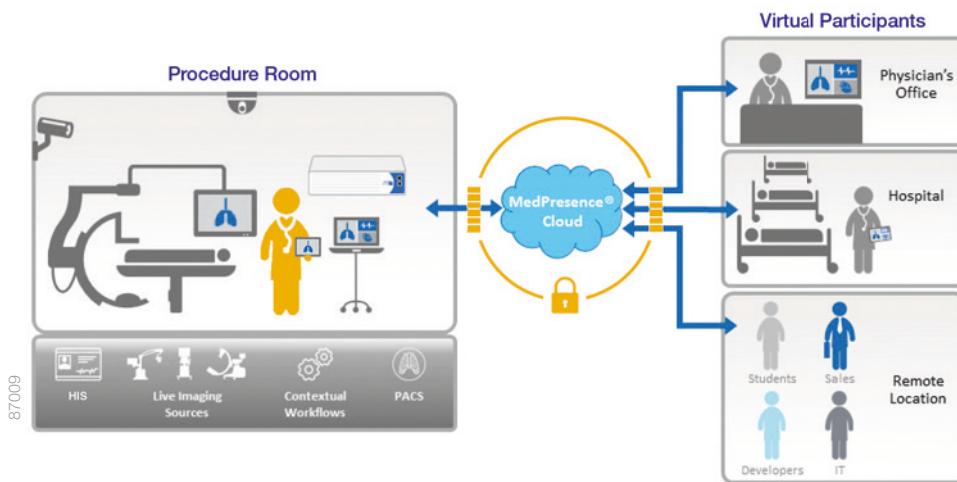 Virtual Participants
Procedure Room
Physician's
Office
MedPresence®
Cloud
Hospital
HIS
Live Imaging
Sources
Contextual
Workflows
PACS
Students
Sales
Remote
Location
Developers
IT
87009